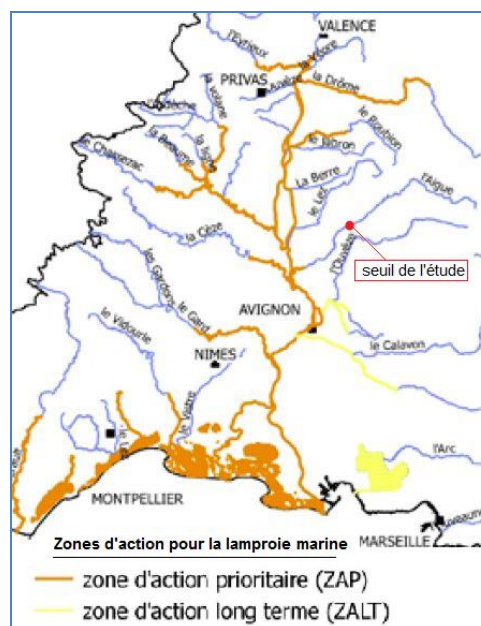 VALENCE
l'Eyrieux
PRIVAS
la Drôme
la volane
l'Ardèche
le Roubion
la Beaume
le Jabron
le Chassezac
La Berre
l'Aigue
le Lez
la Cèze
seuil de l'étude
l'Ouvèze
les Gardons
AVIGNON
le Gard
le Calavon
le Vidourle
NIMES
le Vistre
l'Arc
le Lez
MONTPELLIER
MARSEILLE
Zones d'action pour la lamproie marine
zone d'action prioritaire (ZAP)
zone d'action long terme (ZALT)